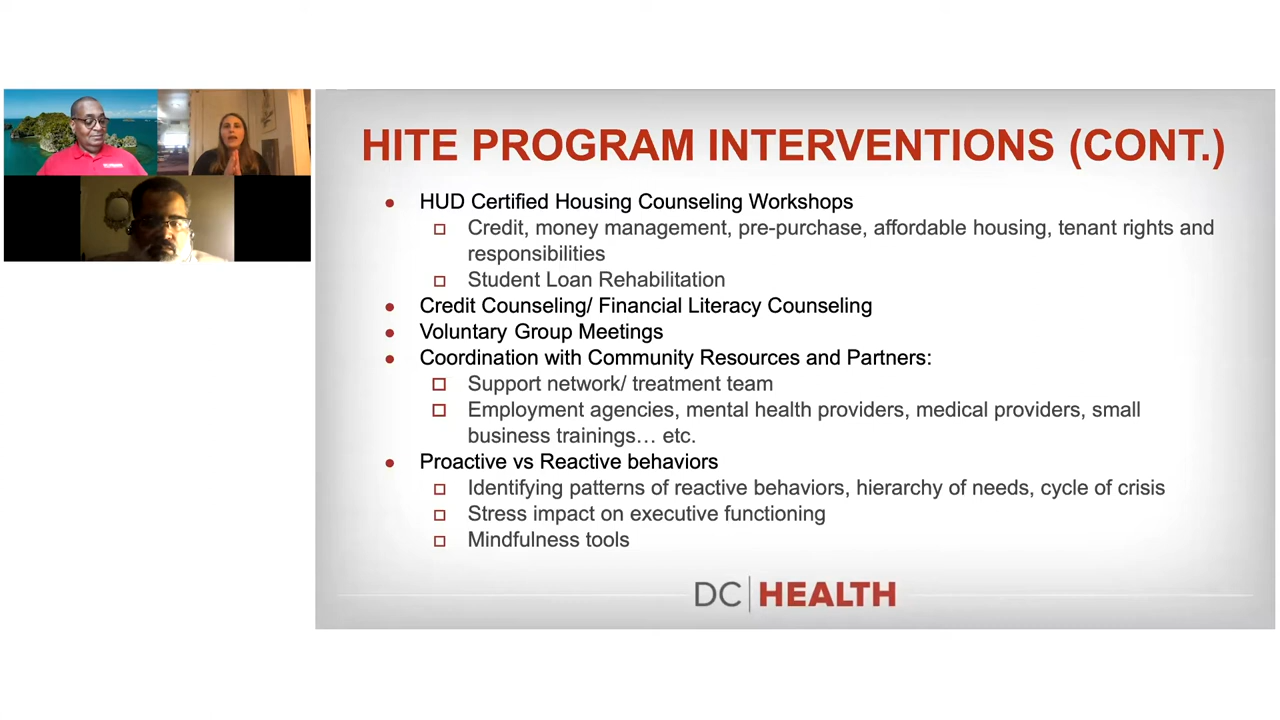 HITE PROGRAM INTERVENTIONS (CONT.)
HUD Certified Housing Counseling Workshops
Credit, money management, pre-purchase, affordable housing, tenant rights and
responsibilities
Student Loan Rehabilitation
Credit Counseling/ Financial Literacy Counseling
Voluntary Group Meetings
Coordination with Community Resources and Partners:
Support network/ treatment team
Employment agencies, mental health providers, medical providers, small
business trainings… etc.
Proactive vs Reactive behaviors
Identifying patterns of reactive behaviors, hierarchy of needs, cycle of crisis
Stress impact on executive functioning
Mindfulness tools
DC HEALTH